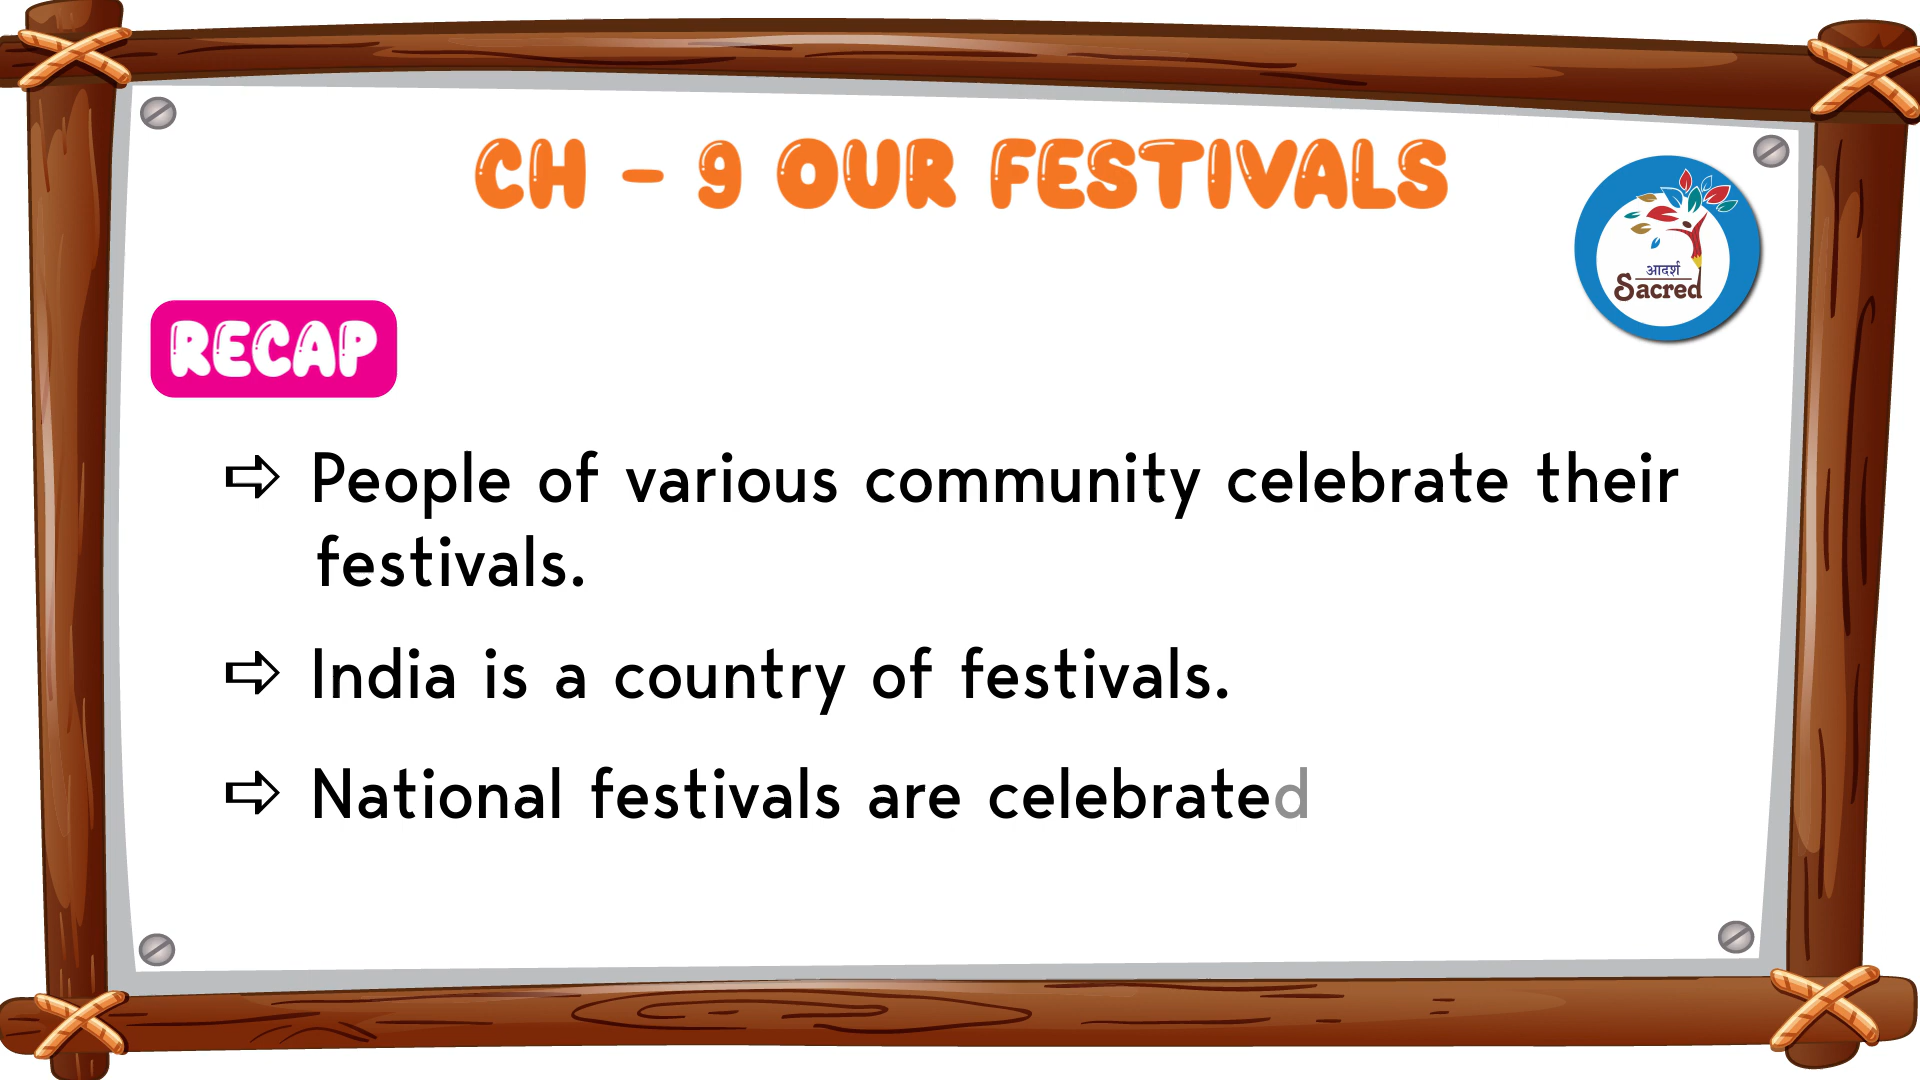 CH - 9 OUR FESTIVALS
आदर्श
Sacred
RECAP
⇨ People of various community celebrate their
festivals.
⇨ India is a country of festivals.
⇨ National festivals are celebrated